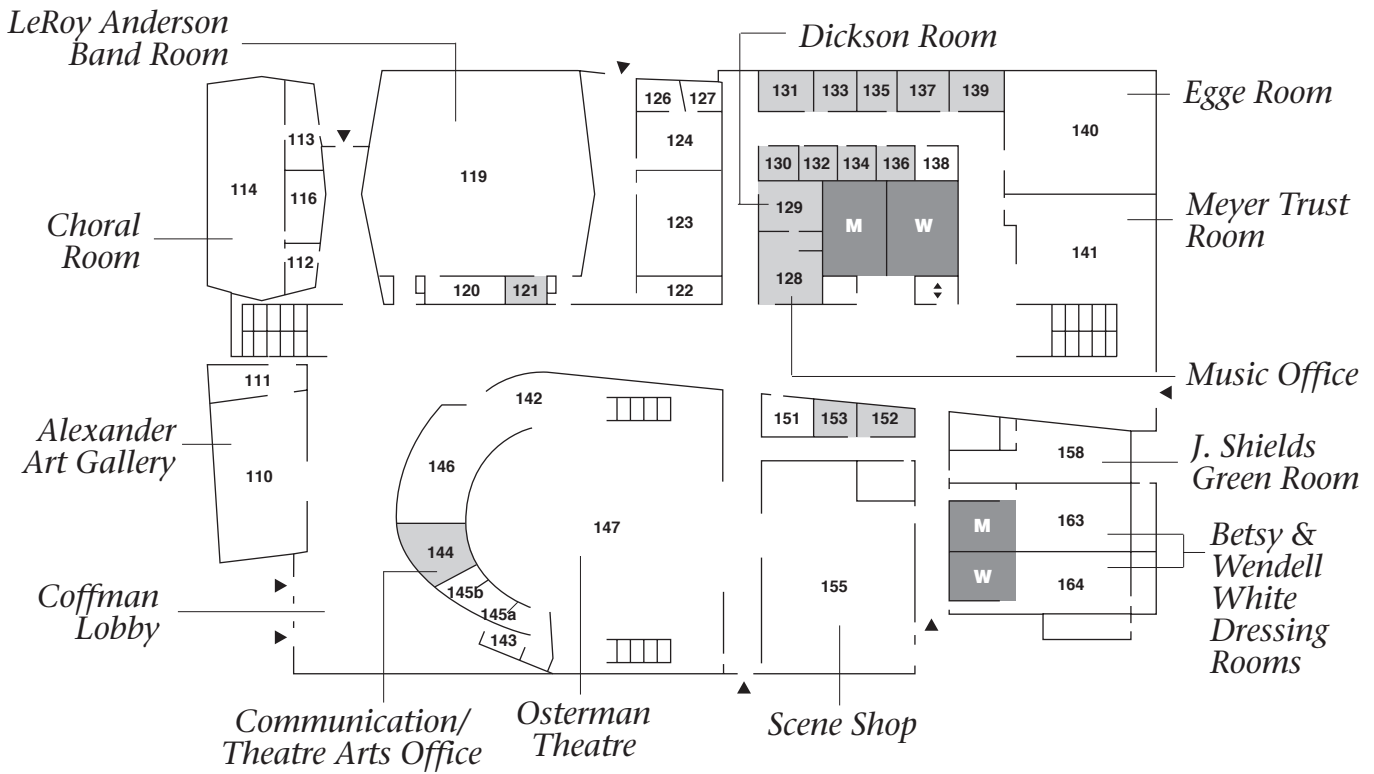 LeRoy Anderson
Band Room
Dickson Room
Egge Room
Meyer Trust
Room
Choral
Room
Music Office
Alexander
Art Gallery
J. Shields
Green Room
Betsy &
Wendell
White
Dressing
Rooms
Coffman
Lobby
Communication/
Theatre Arts Office
Osterman
Theatre
Scene Shop
126 127
131 133 135 137 139
113
124
140
130 132 134 136 138
114
119
116
129
123
M W
112
141
128
120 121
122
111
142
151 153 152
146
158
110
147
M 163
144
W 164
145b
155
145a
143